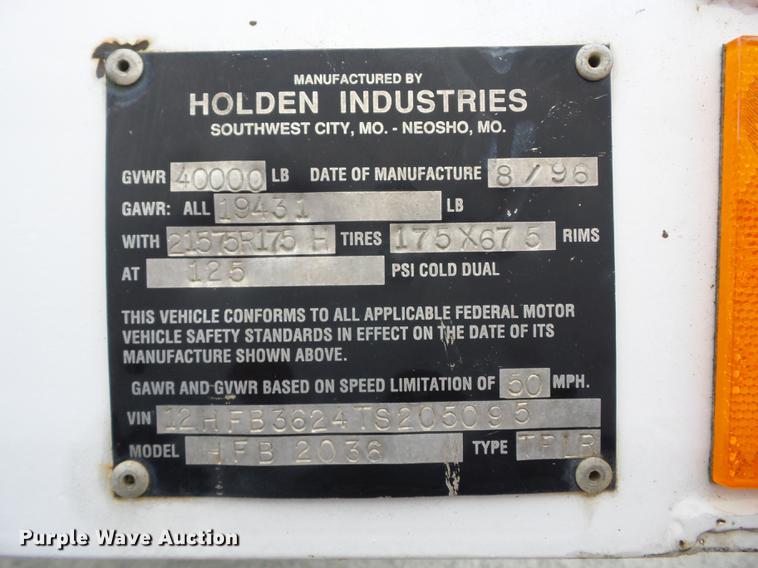 MANUFACTURED BY
HOLDEN INDUSTRIES
SOUTHWEST CITY, MO. - NEOSHO, MO.
GVWR 40000 LB DATE OF MANUFACTURE 8/96
GAWR: ALL 19431 LB
WITH 21575R175 H TIRES 175X675 RIMS
AT 125 PSI COLD DUAL
THIS VEHICLE CONFORMS TO ALL APPLICABLE FEDERAL MOTOR
VEHICLE SAFETY STANDARDS IN EFFECT ON THE DATE OF ITS
MANUFACTURE SHOWN ABOVE.
GAWR AND GVWR BASED ON SPEED LIMITATION OF 50 MPH.
VIN 12HFB3624TS205095
MODEL HFB 2036 M TYPE TRLR
Purple Wave Auction